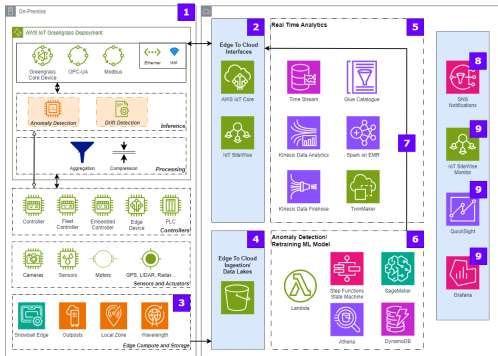 On-Premise
1
AWS IoT Greengrass Deployment
Greengrass
Core Device
OPC-UA
Modbus
Ethernet
Wifi
Anomaly Detection
Drift Detection
Inference
Aggregation
Compression
Processing
Controller
Fleet
Controller
Embedded
Controller
Edge
Device
PLC
Controllers
Cameras
Sensors
Motors
GPS, LIDAR, Radar...
Sensors and Actuators
3
Snowball Edge
Outposts
Local Zone
Wavelength
Edge Compute and Storage
2
Edge To Cloud
Interfaces
AWS IoT Core
IoT SiteWise
4
Edge To Cloud
Ingestion/
Data Lakes
Real Time Analytics
5
Time Stream
Glue Catalogue
Kinesis Data Analytics
Spark on EMR
7
Kinesis Data Firehose
TwinMaker
Anomaly Detection/
Retraining ML Model
6
Lambda
Step Functions
State Machine
SageMaker
Athena
DynamoDB
8
SNS
Notifications
9
IoT SiteWise
Monitor
9
QuickSight
9
Grafana